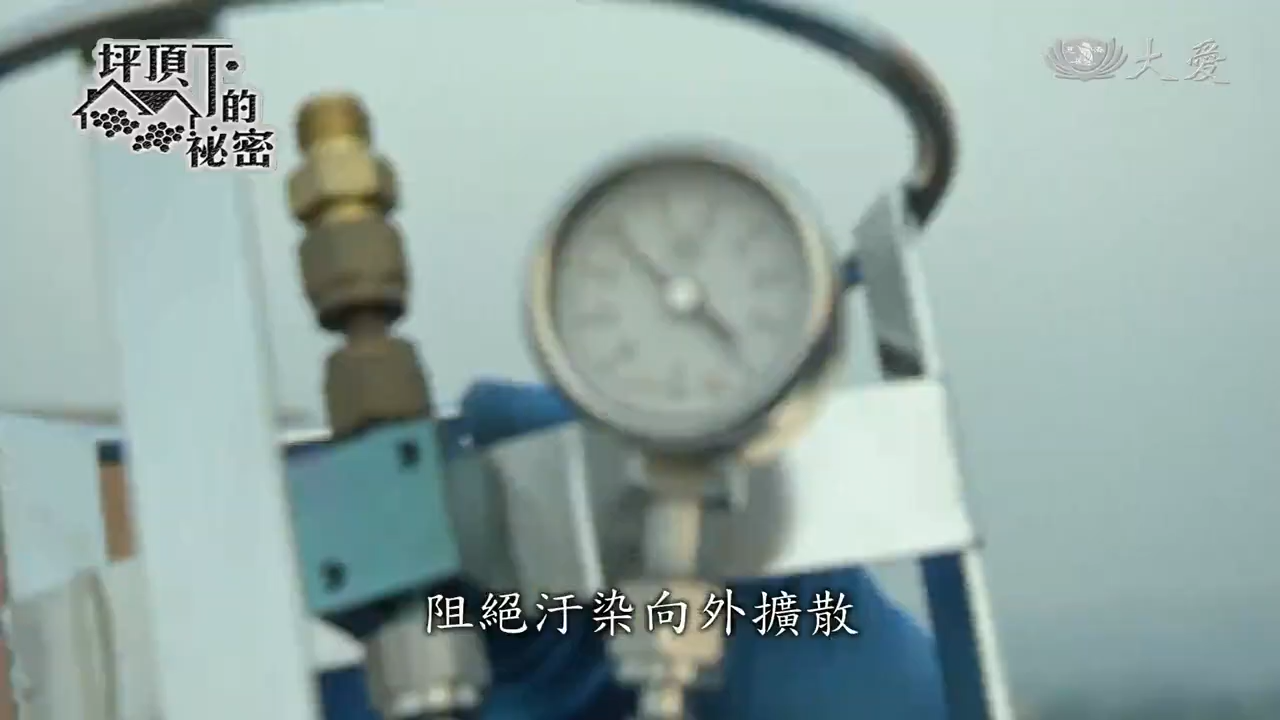 坪頂下的祕密
大愛
阻絕汙染向外擴散